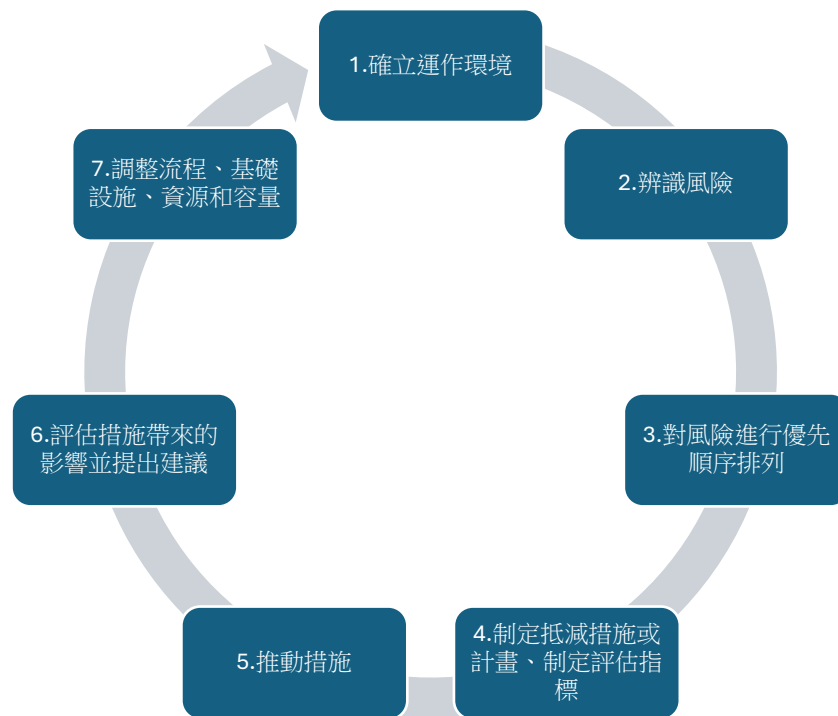 1.確立運作環境
2.辨識風險
3.對風險進行優先
順序排列
4.制定抵減措施或
計畫、制定評估指
標
5.推動措施
6.評估措施帶來的
影響並提出建議
7.調整流程、基礎
設施、資源和容量